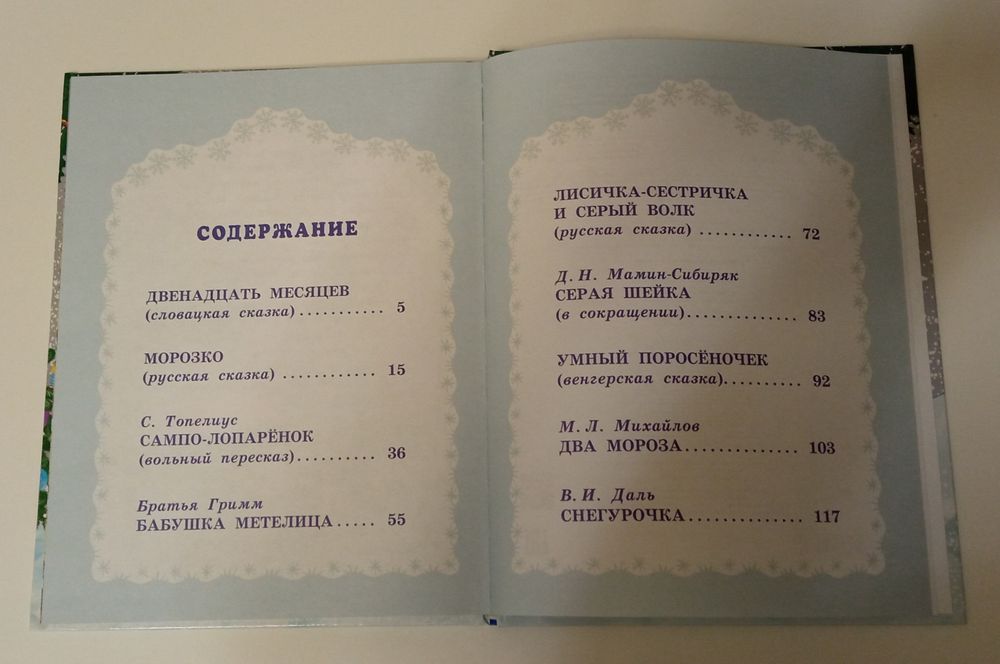 СОДЕРЖАНИЕ
ДВЕНАДЦАТЬ МЕСЯЦЕВ
(словацкая сказка) ........... 5
МОРОЗКО
(русская сказка) ............ 15
С. Топелиус
САМПО-ЛОПАРЁНОК
(вольный пересказ).......... 36
Братья Гримм
БАБУШКА МЕТЕЛИЦА ..... 55
ЛИСИЧКА-СЕСТРИЧКА
И СЕРЫЙ ВОЛК
(русская сказка) ............ 72
Д. Н. Мамин-Сибиряк
СЕРАЯ ШЕЙКА
(в сокращении).............. 83
УМНЫЙ ПОРОСЁНОЧЕК
(венгерская сказка).......... 92
М. Л. Михайлов
ДВА МОРОЗА............... 103
В. И. Даль
СНЕГУРОЧКА............... 117